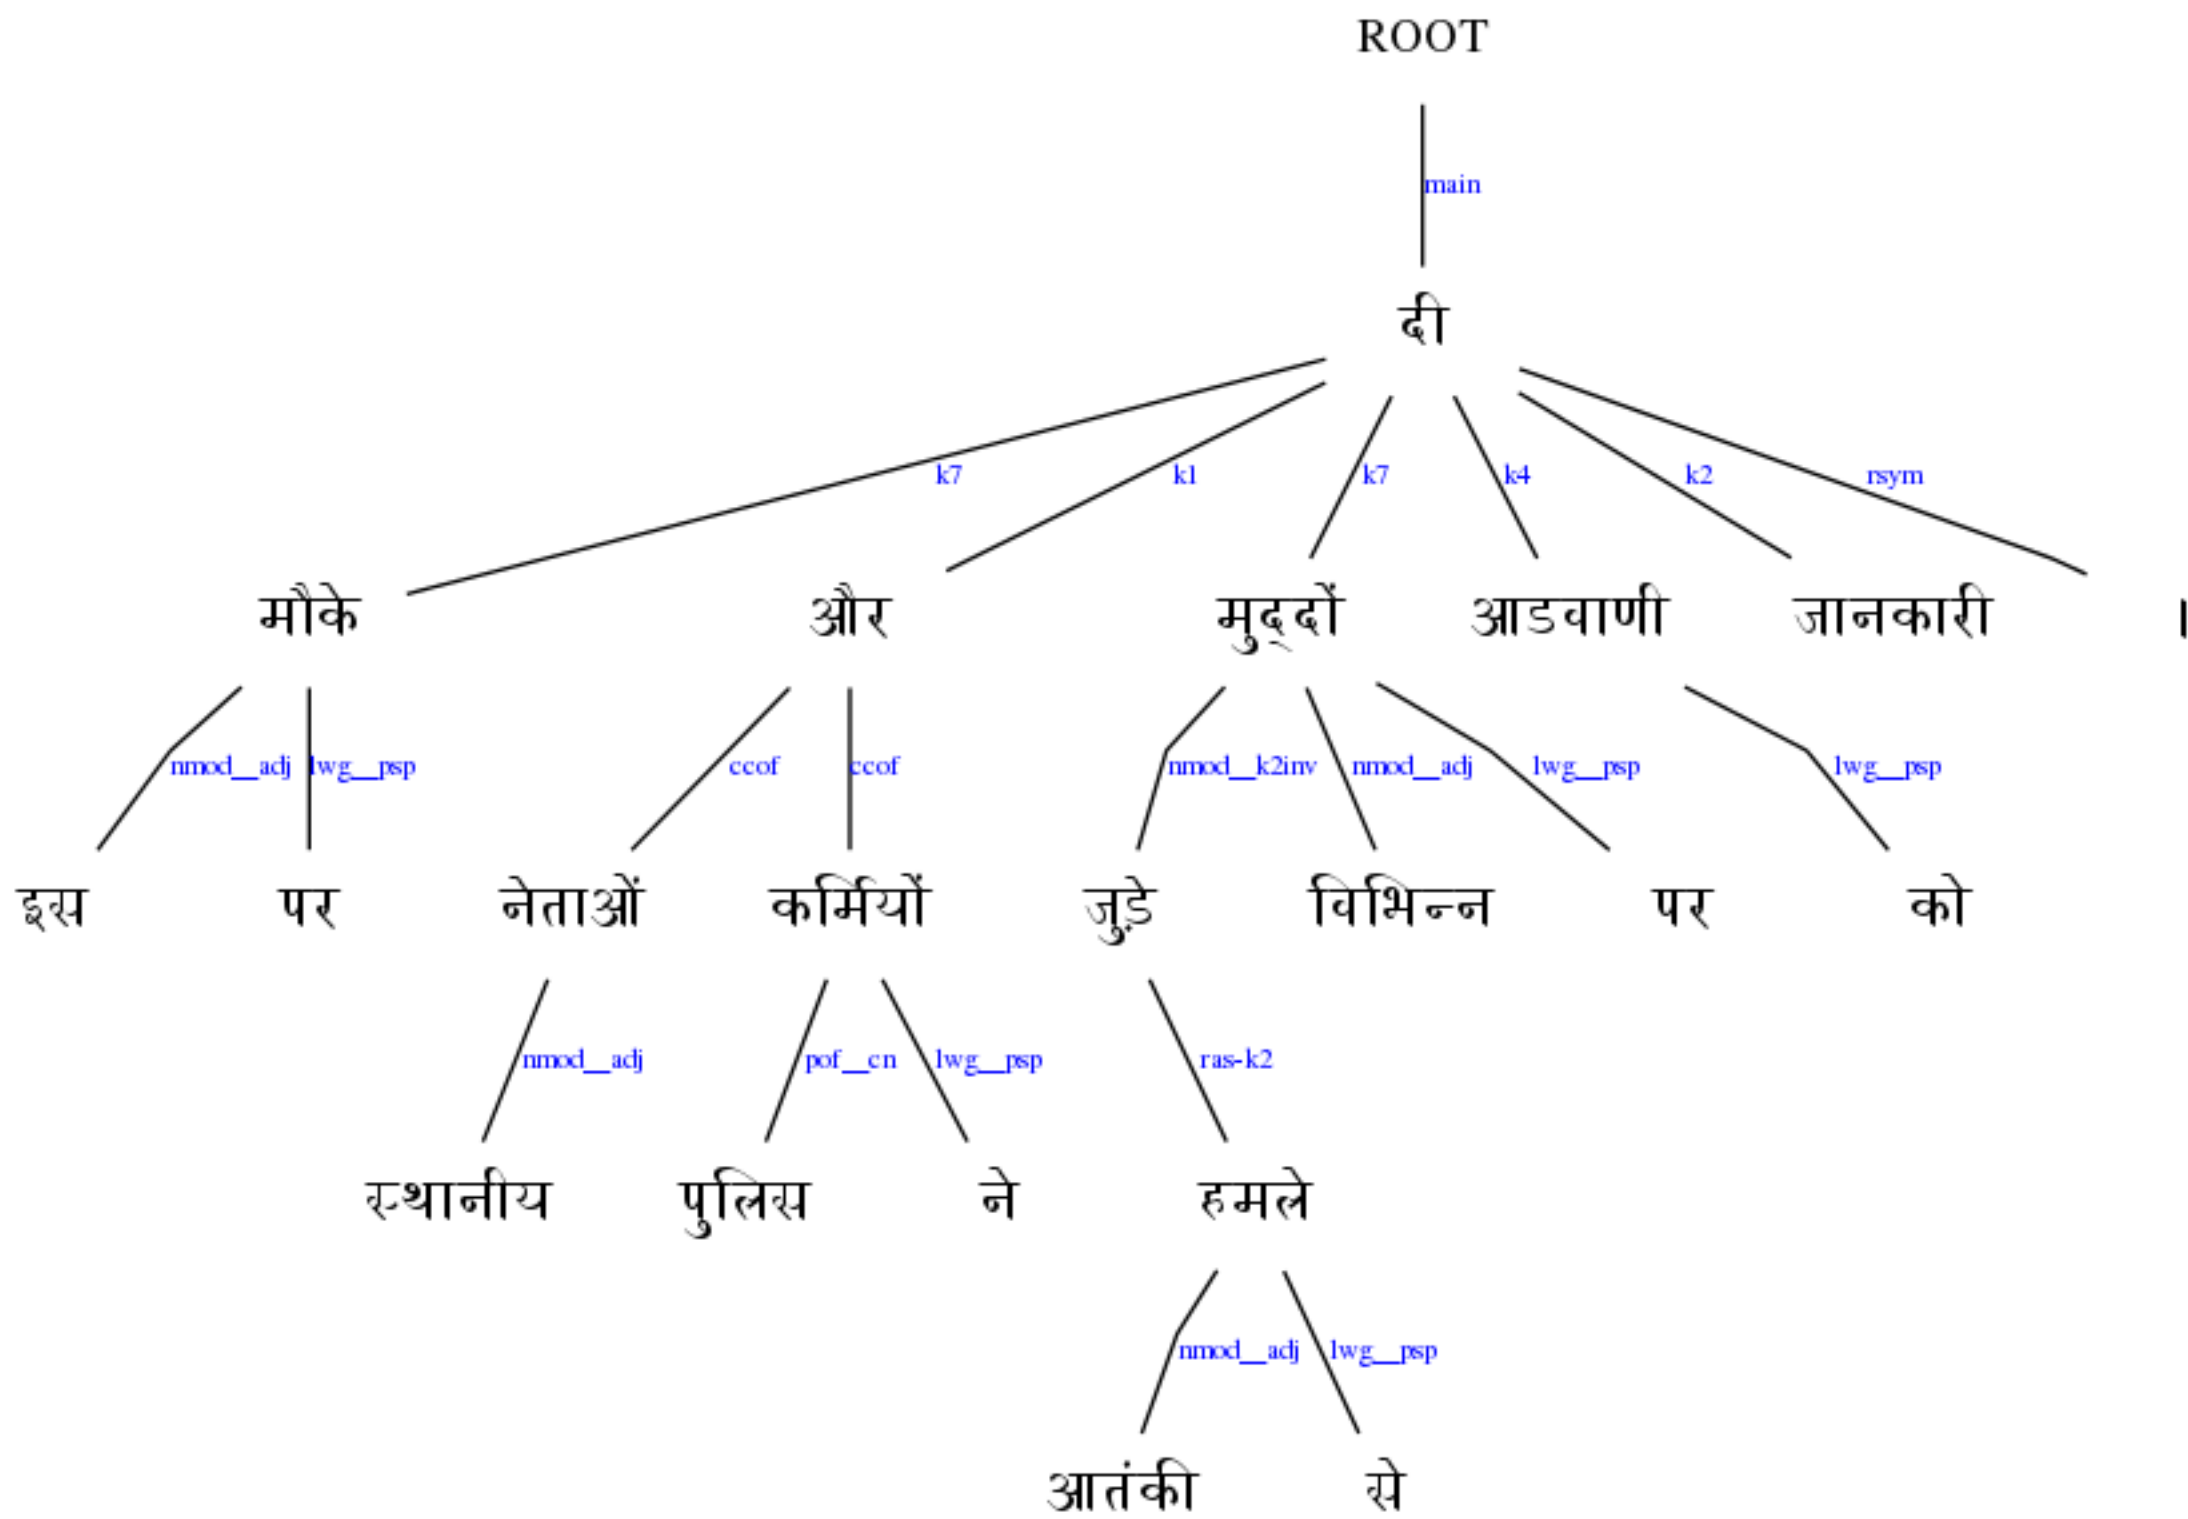 ROOT
main
दी
k7 k1 k7 k4 k2 rsym
मौके और मुद्दों आडवाणी जानकारी ।
nmod__adj lwg__psp ccof ccof nmod__k2inv nmod__adj lwg__psp lwg__psp
इस पर नेताओं कर्मियों जुड़े विभिन्न पर को
nmod__adj pof__cn lwg__psp ras-k2
स्थानीय पुलिस ने हमले
nmod__adj lwg__psp
आतंकी से